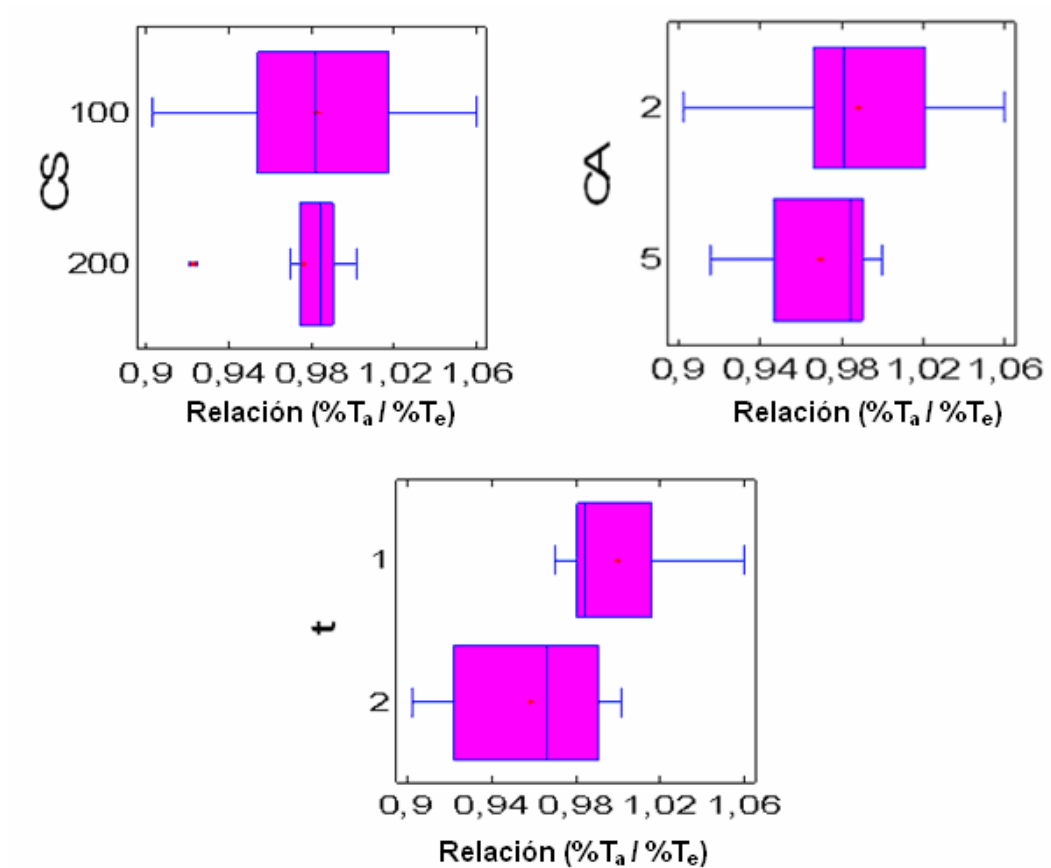 CS
100
200
0,9 0,94 0,98 1,02 1,06
Relación (%Tₐ / %Tₑ)
CA
2
5
0,9 0,94 0,98 1,02 1,06
Relación (%Tₐ / %Tₑ)
t
1
2
0,9 0,94 0,98 1,02 1,06
Relación (%Tₐ / %Tₑ)